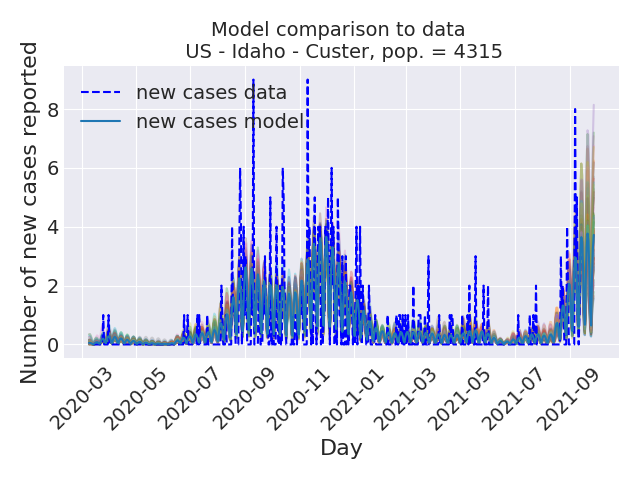 Model comparison to data
US - Idaho - Custer, pop. = 4315
Number of new cases reported
8
6
4
2
0
new cases data
new cases model
2020-03
2020-05
2020-07
2020-09
2020-11
2021-01
2021-03
2021-05
2021-07
2021-09
Day